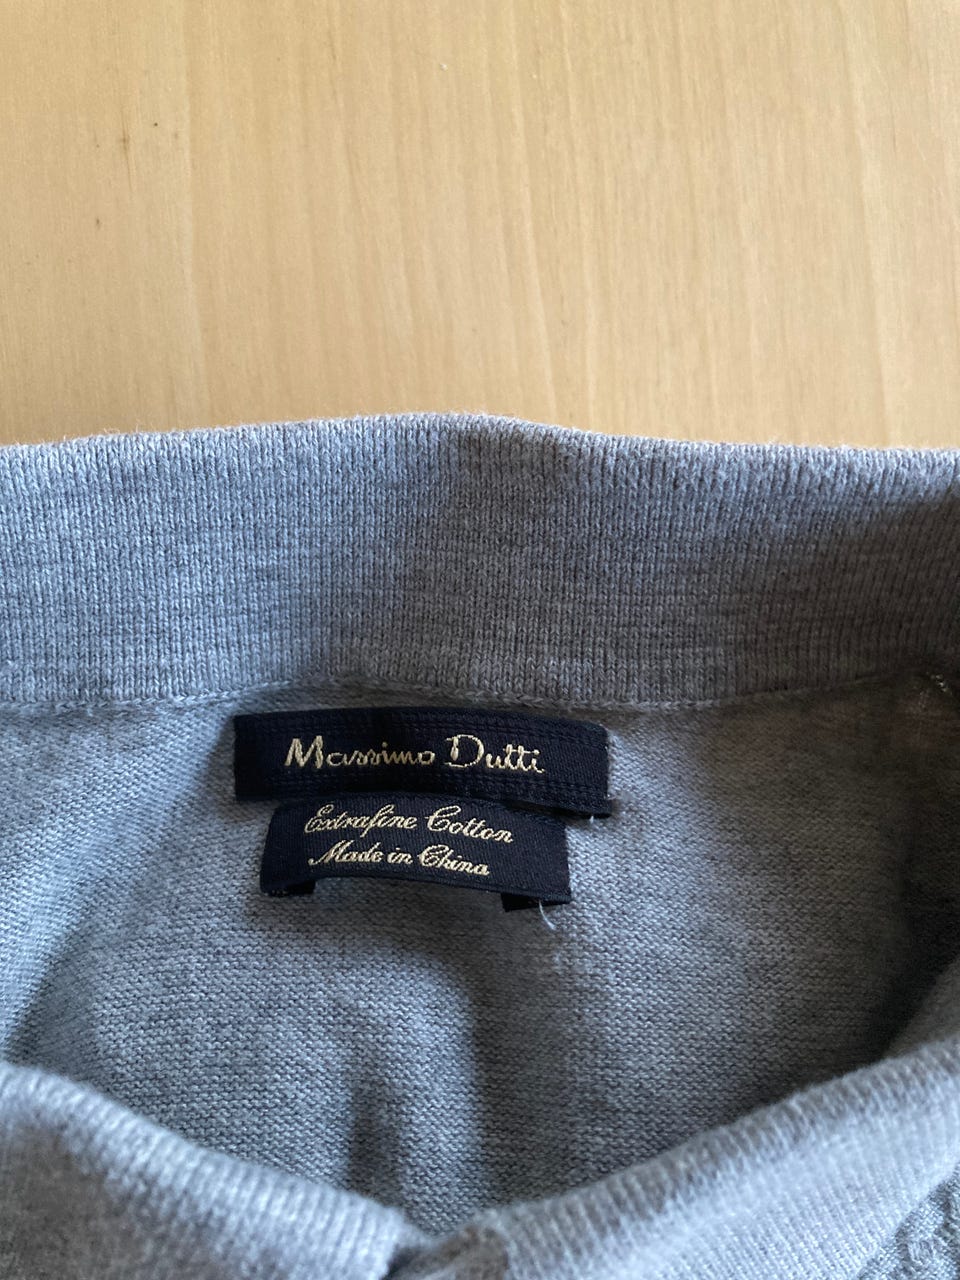 Massimo Dutti
Extrafine Cotton
Made in China